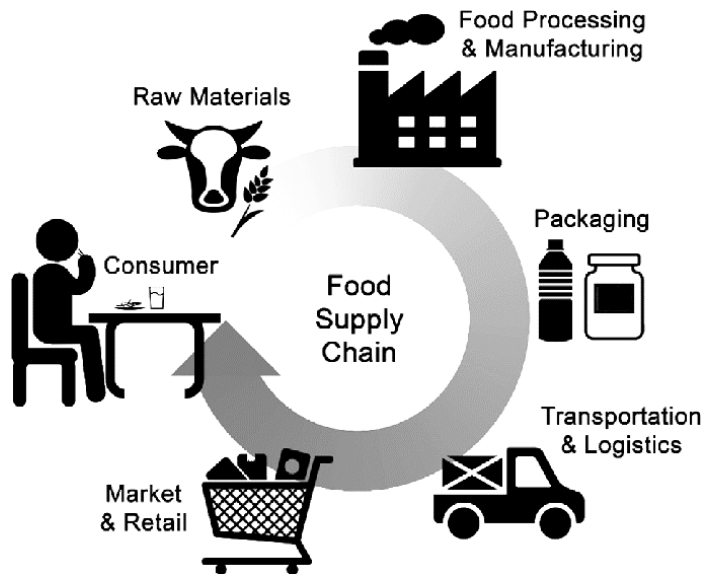 Food Processing
& Manufacturing
Raw Materials
Packaging
Consumer
Food
Supply
Chain
Transportation
& Logistics
Market
& Retail